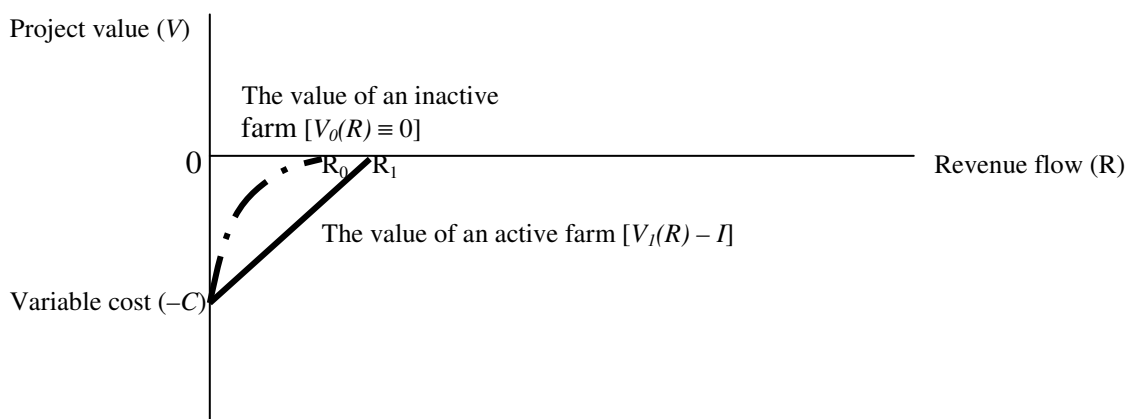 Project value (V)
The value of an inactive
farm [V₀(R) ≡ 0]
0
R₀ R₁
Revenue flow (R)
The value of an active farm [V₁(R) – I]
Variable cost (–C)